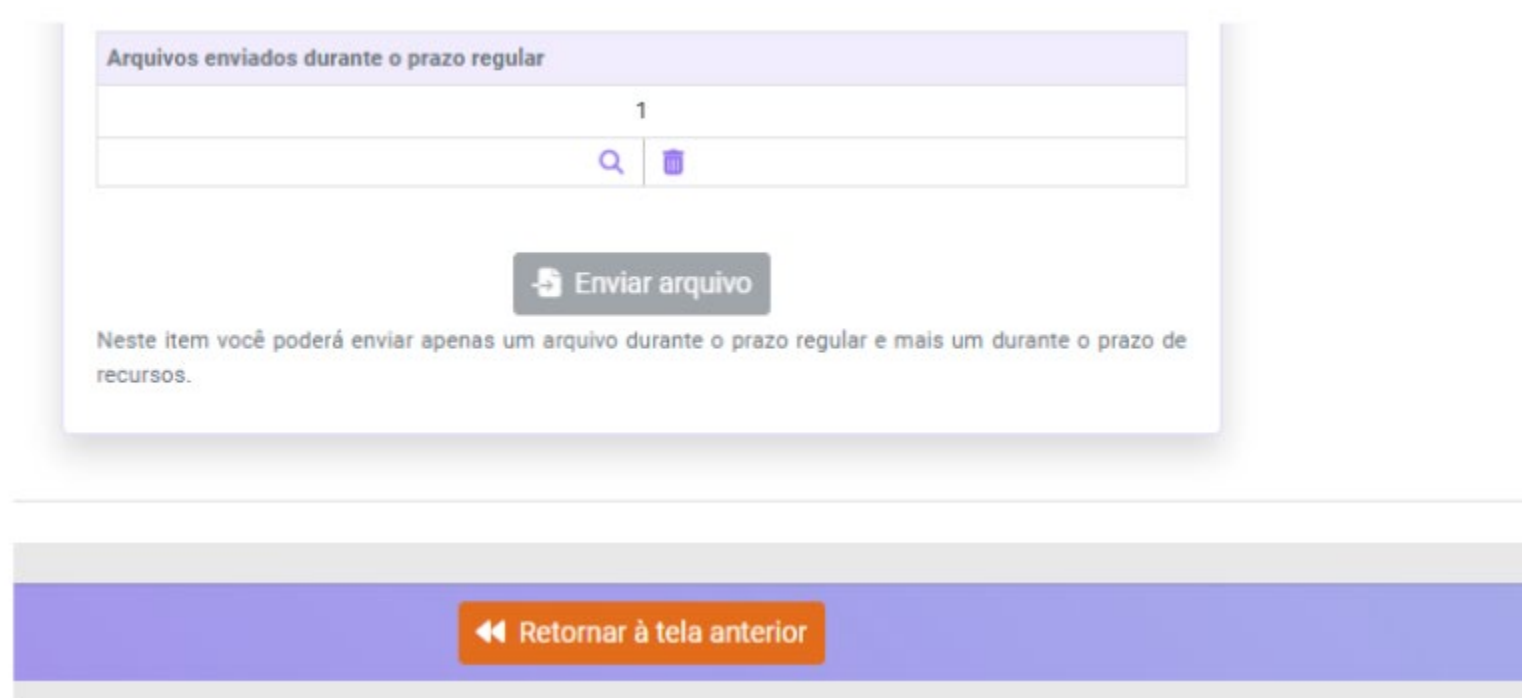 Arquivos enviados durante o prazo regular
1
Enviar arquivo
Neste item você poderá enviar apenas um arquivo durante o prazo regular e mais um durante o prazo de
recursos.
Retornar à tela anterior